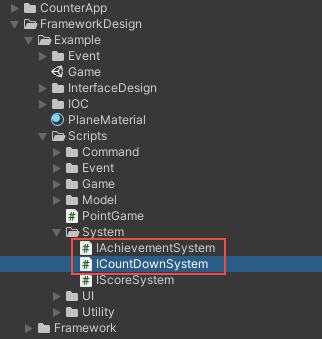 CounterApp
FrameworkDesign
Example
Event
Game
InterfaceDesign
IOC
PlaneMaterial
Scripts
Command
Event
Game
Model
PointGame
System
IAchievementSystem
ICountDownSystem
IScoreSystem
UI
Utility
Framework